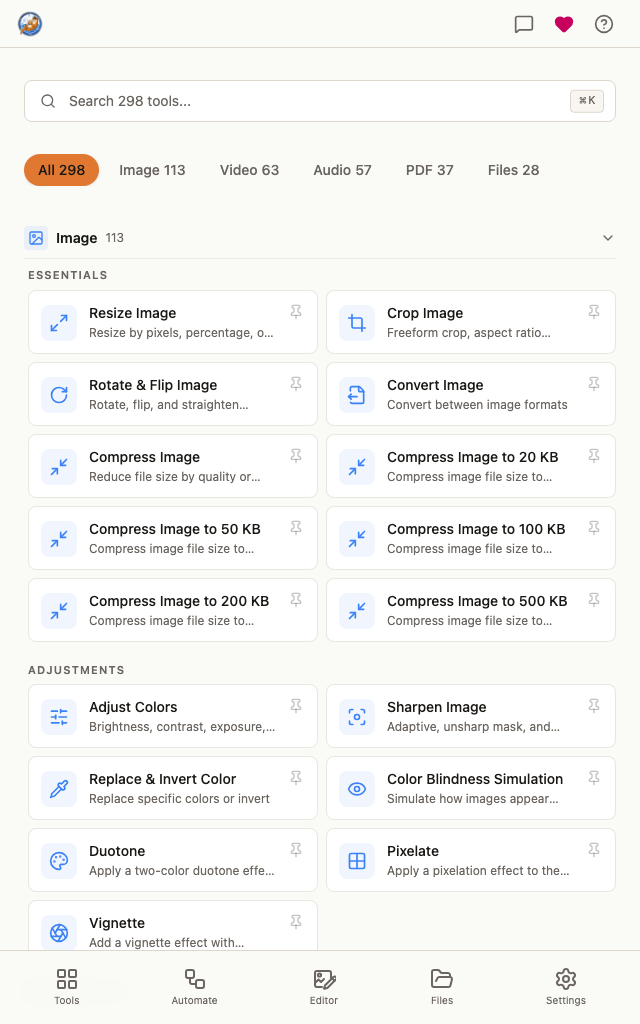 Search 298 tools...
⌘K
All 298
Image 113
Video 63
Audio 57
PDF 37
Files 28
Image 113
ESSENTIALS
Resize Image
Resize by pixels, percentage, o...
Crop Image
Freeform crop, aspect ratio...
Rotate & Flip Image
Rotate, flip, and straighten...
Convert Image
Convert between image formats
Compress Image
Reduce file size by quality or...
Compress Image to 20 KB
Compress image file size to...
Compress Image to 50 KB
Compress image file size to...
Compress Image to 100 KB
Compress image file size to...
Compress Image to 200 KB
Compress image file size to...
Compress Image to 500 KB
Compress image file size to...
ADJUSTMENTS
Adjust Colors
Brightness, contrast, exposure,...
Sharpen Image
Adaptive, unsharp mask, and...
Replace & Invert Color
Replace specific colors or invert
Color Blindness Simulation
Simulate how images appear...
Duotone
Apply a two-color duotone effe...
Pixelate
Apply a pixelation effect to the...
Vignette
Add a vignette effect with...
Tools
Automate
Editor
Files
Settings